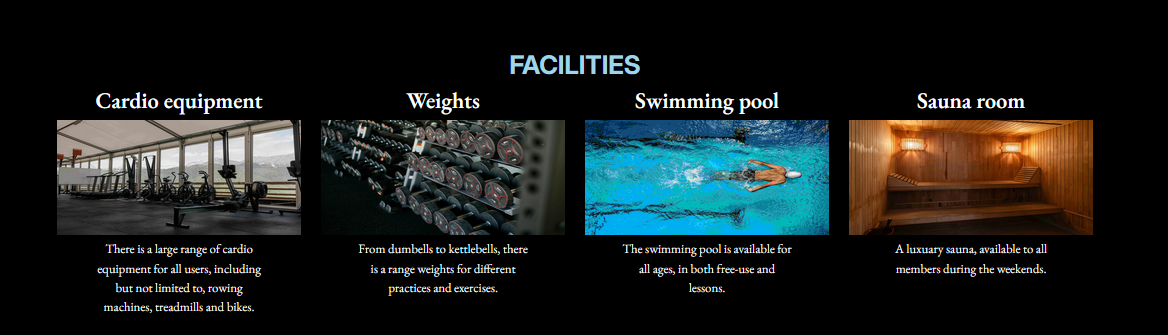 FACILITIES
Cardio equipment
There is a large range of cardio
equipment for all users, including
but not limited to, rowing
machines, treadmills and bikes.
Weights
From dumbells to kettlebells, there
is a range weights for different
practices and exercises.
Swimming pool
The swimming pool is available for
all ages, in both free-use and
lessons.
Sauna room
A luxuary sauna, available to all
members during the weekends.